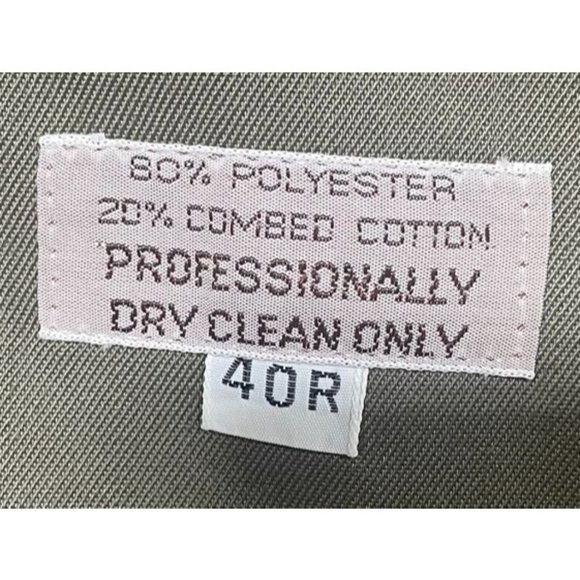 80% POLYESTER
20% COMBED COTTON
PROFESSIONALLY
DRY CLEAN ONLY
40R